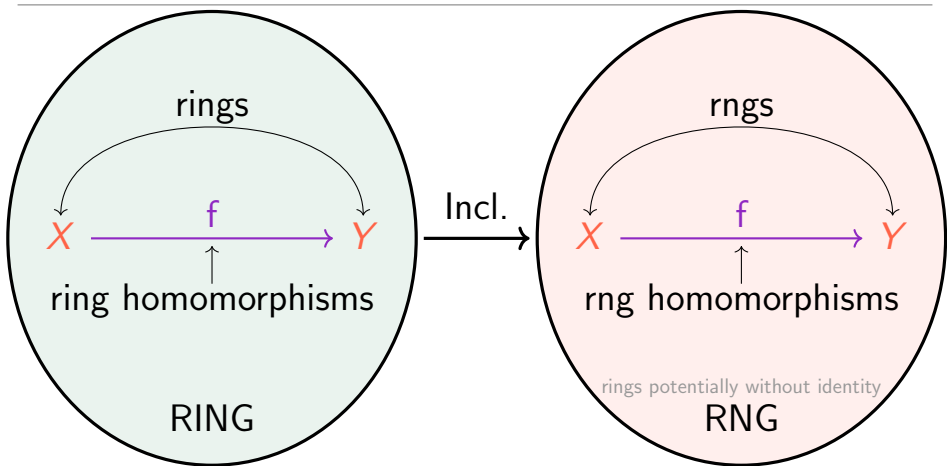 rings
f
X Y
ring homomorphisms
RING
Incl.
rngs
f
X Y
rng homomorphisms
rings potentially without identity
RNG